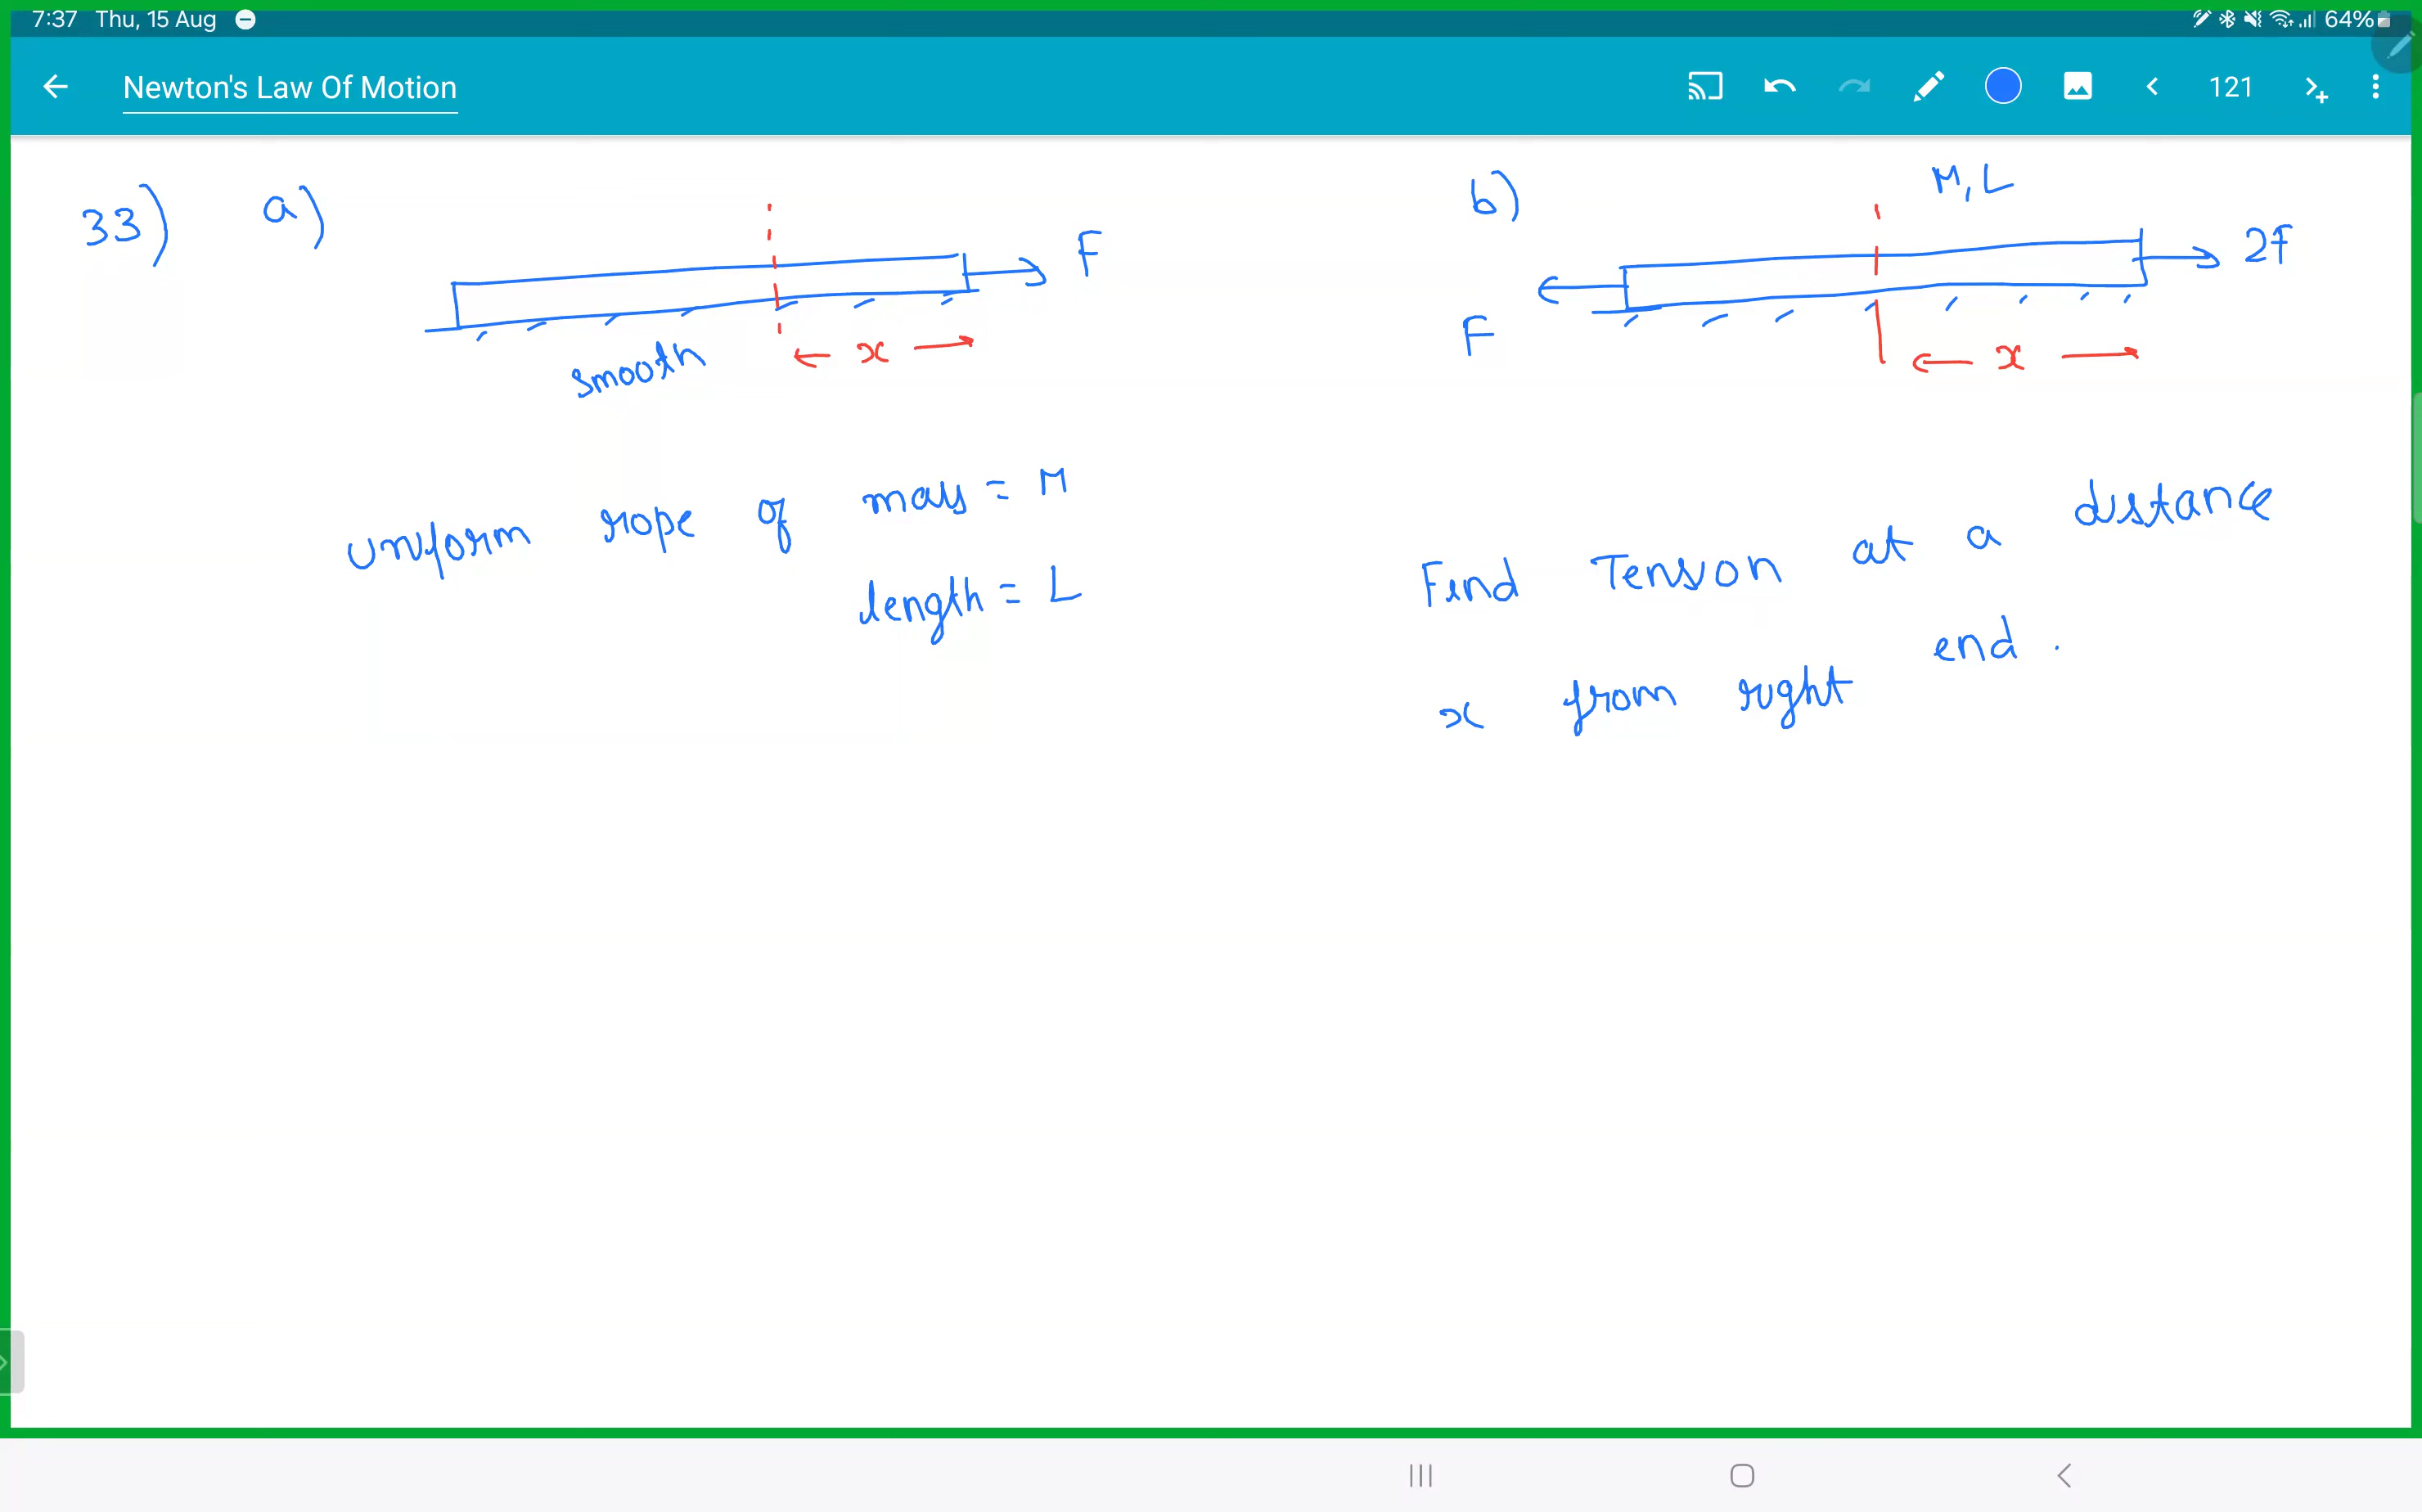 7:37 Thu, 15 Aug
64%
Newton's Law Of Motion
121
33) a)
F
smooth
x
b)
M, L
2F
F
x
uniform rope of mass = M
length = L
Find Tension at a distance
x from right end.